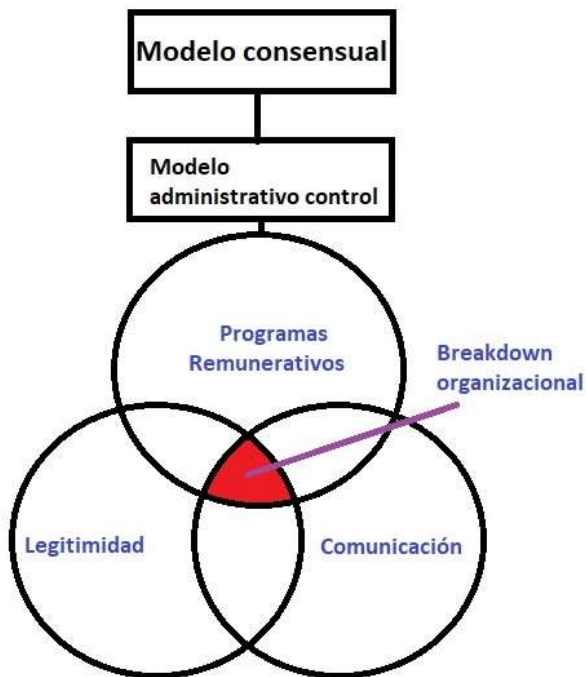 Modelo consensual
Modelo
administrativo control
Programas
Remunerativos
Breakdown
organizacional
Legitimidad
Comunicación